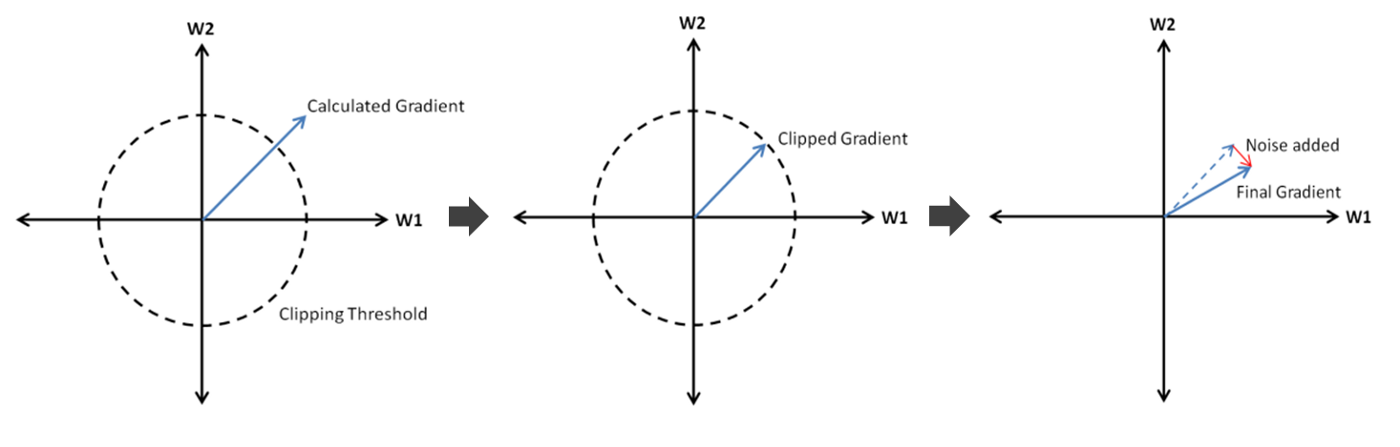 W2
Calculated Gradient
W1
Clipping Threshold
W2
Clipped Gradient
W1
W2
Noise added
Final Gradient
W1